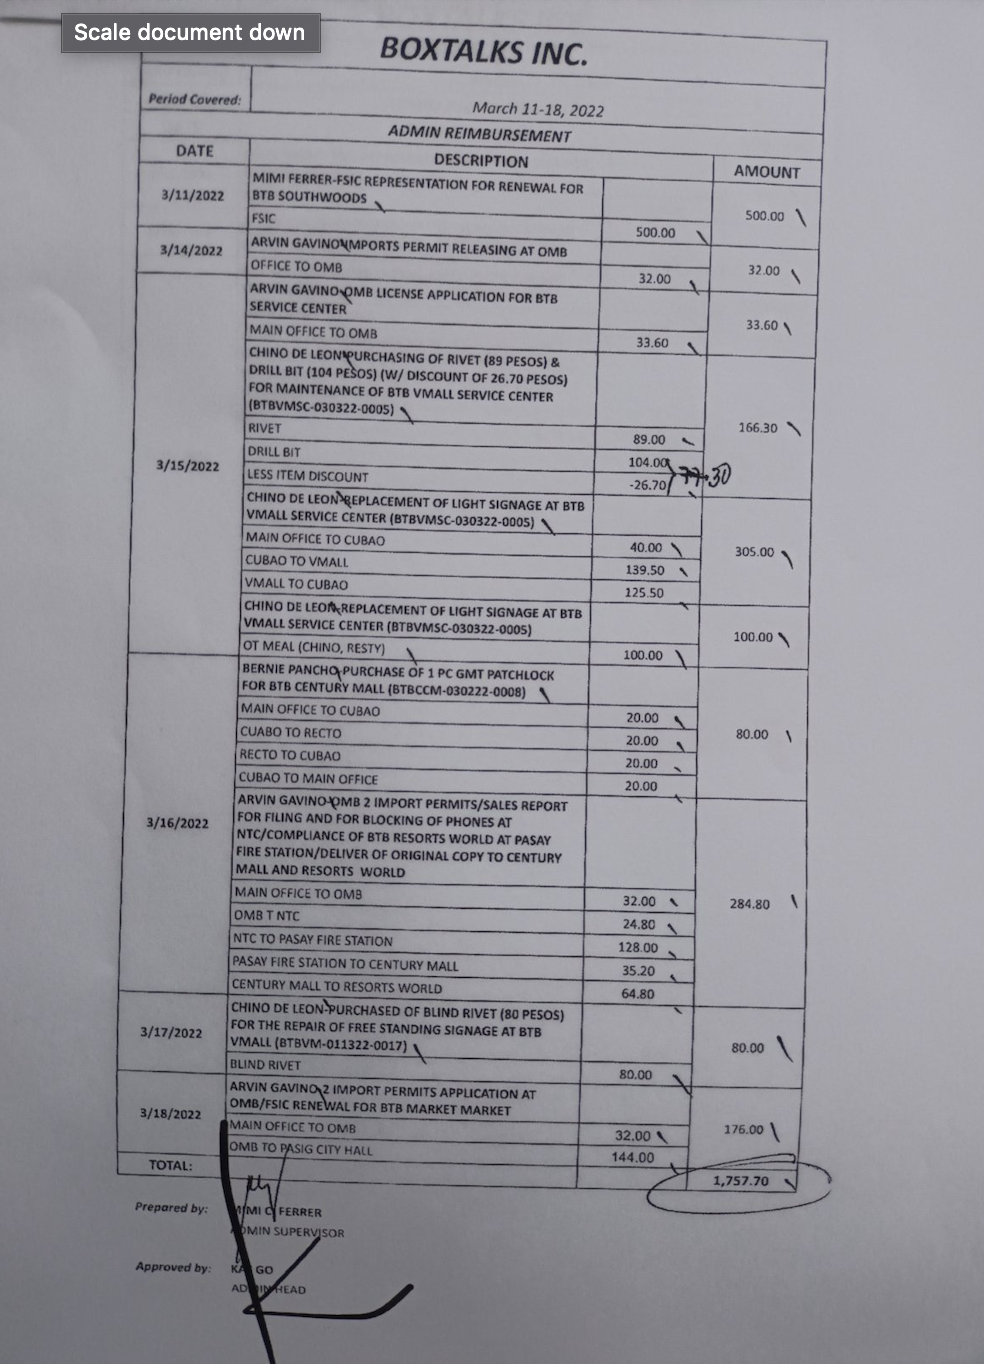 Scale document down
BOXTALKS INC.
Period Covered:
March 11-18, 2022
ADMIN REIMBURSEMENT
DATE DESCRIPTION AMOUNT
3/11/2022
MIMI FERRER-FSIC REPRESENTATION FOR RENEWAL FOR
BTB SOUTHWOODS
500.00
FSIC 500.00
3/14/2022
ARVIN GAVINO-IMPORTS PERMIT RELEASING AT OMB
32.00
OFFICE TO OMB 32.00
3/15/2022
ARVIN GAVINO-OMB LICENSE APPLICATION FOR BTB
SERVICE CENTER
33.60
MAIN OFFICE TO OMB 33.60
CHINO DE LEON-PURCHASING OF RIVET (89 PESOS) &
DRILL BIT (104 PESOS) (W/ DISCOUNT OF 26.70 PESOS)
FOR MAINTENANCE OF BTB VMALL SERVICE CENTER
(BTBVMSC-030322-0005)
166.30
RIVET 89.00
DRILL BIT 104.00
77.30
LESS ITEM DISCOUNT -26.70
CHINO DE LEON-REPLACEMENT OF LIGHT SIGNAGE AT BTB
VMALL SERVICE CENTER (BTBVMSC-030322-0005)
305.00
MAIN OFFICE TO CUBAO 40.00
CUBAO TO VMALL 139.50
VMALL TO CUBAO 125.50
CHINO DE LEON-REPLACEMENT OF LIGHT SIGNAGE AT BTB
VMALL SERVICE CENTER (BTBVMSC-030322-0005)
100.00
OT MEAL (CHINO, RESTY) 100.00
3/16/2022
BERNIE PANCHO-PURCHASE OF 1 PC GMT PATCHLOCK
FOR BTB CENTURY MALL (BTBCCM-030222-0008)
80.00
MAIN OFFICE TO CUBAO 20.00
CUABO TO RECTO 20.00
RECTO TO CUBAO 20.00
CUBAO TO MAIN OFFICE 20.00
ARVIN GAVINO-OMB 2 IMPORT PERMITS/SALES REPORT
FOR FILING AND FOR BLOCKING OF PHONES AT
NTC/COMPLIANCE OF BTB RESORTS WORLD AT PASAY
FIRE STATION/DELIVER OF ORIGINAL COPY TO CENTURY
MALL AND RESORTS WORLD
284.80
MAIN OFFICE TO OMB 32.00
OMB T NTC 24.80
NTC TO PASAY FIRE STATION 128.00
PASAY FIRE STATION TO CENTURY MALL 35.20
CENTURY MALL TO RESORTS WORLD 64.80
3/17/2022
CHINO DE LEON-PURCHASED OF BLIND RIVET (80 PESOS)
FOR THE REPAIR OF FREE STANDING SIGNAGE AT BTB
VMALL (BTBVM-011322-0017)
80.00
BLIND RIVET 80.00
3/18/2022
ARVIN GAVINO-2 IMPORT PERMITS APPLICATION AT
OMB/FSIC RENEWAL FOR BTB MARKET MARKET
176.00
MAIN OFFICE TO OMB 32.00
OMB TO PASIG CITY HALL 144.00
TOTAL: 1,757.70
Prepared by: MIMI C. FERRER
ADMIN SUPERVISOR
Approved by: GO
ADMIN HEAD